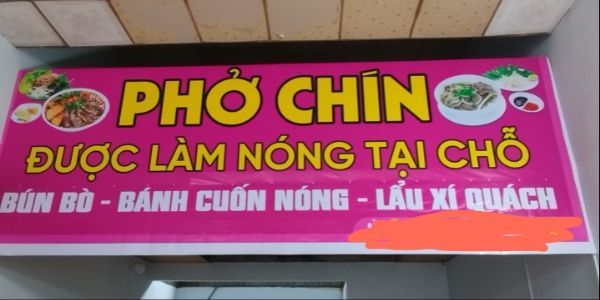 PHỞ CHÍN
ĐƯỢC LÀM NÓNG TẠI CHỖ
BÚN BÒ - BÁNH CUỐN NÓNG - LẨU XÍ QUÁCH